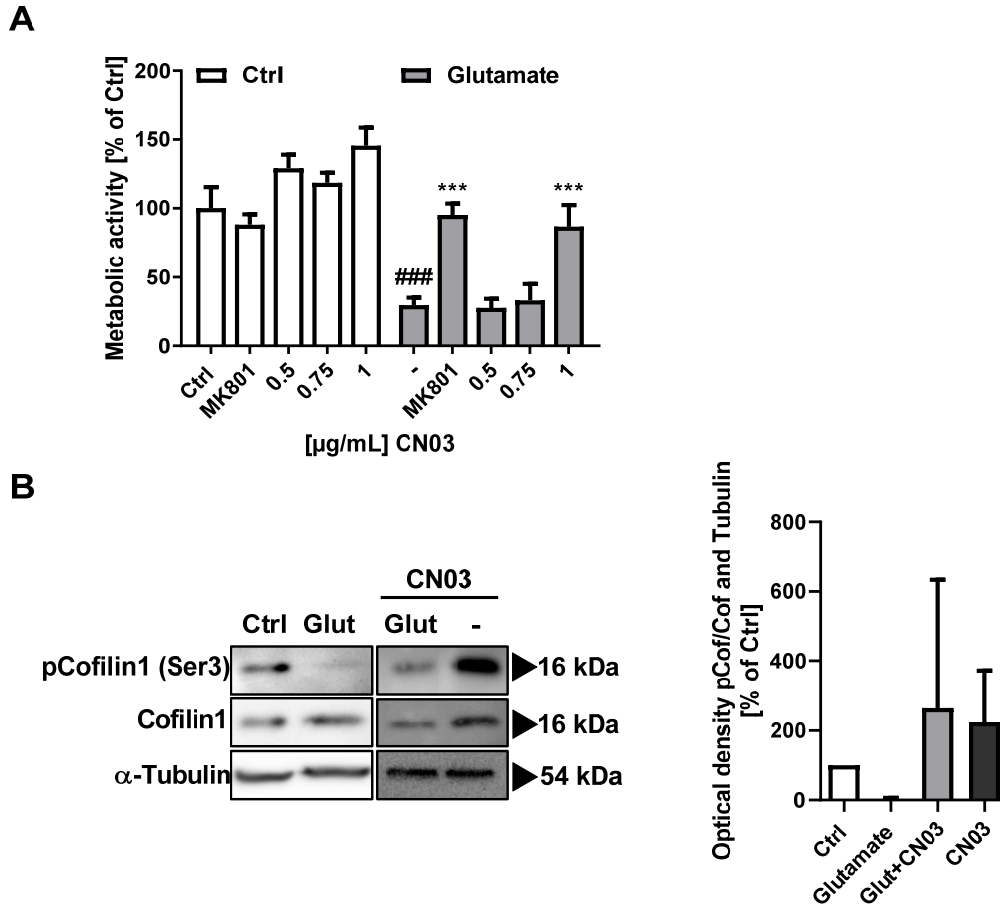 A
Metabolic activity [% of Ctrl]
200
150
100
50
0
Ctrl
Glutamate
###
***
***
Ctrl
MK801
0.5
0.75
1
-
MK801
0.5
0.75
1
[µg/mL] CN03
B
CN03
Ctrl Glut Glut -
pCofilin1 (Ser3) 16 kDa
Cofilin1 16 kDa
α-Tubulin 54 kDa
Optical density pCof/Cof and Tubulin
[% of Ctrl]
800
600
400
200
0
Ctrl
Glutamate
Glut+CN03
CN03